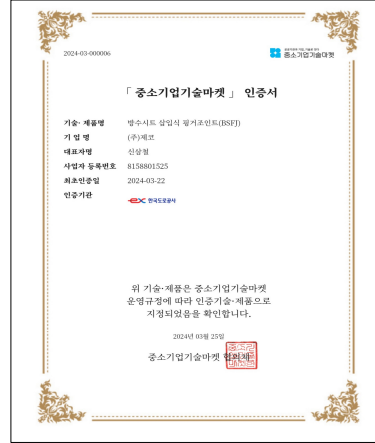 2024-03-000006
중소기업기술마켓
「 중소기업기술마켓 」 인증서
기술· 제품명 방수시트 삽입식 핑거조인트(BSFJ)
기 업 명 (주)제코
대표자명 신삼철
사업자 등록번호 8158801525
최초인증일 2024-03-22
인증기관 ex 한국도로공사
위 기술·제품은 중소기업기술마켓
운영규정에 따라 인증기술·제품으로
지정되었음을 확인합니다.
2024년 03월 25일
중소기업기술마켓 협의체